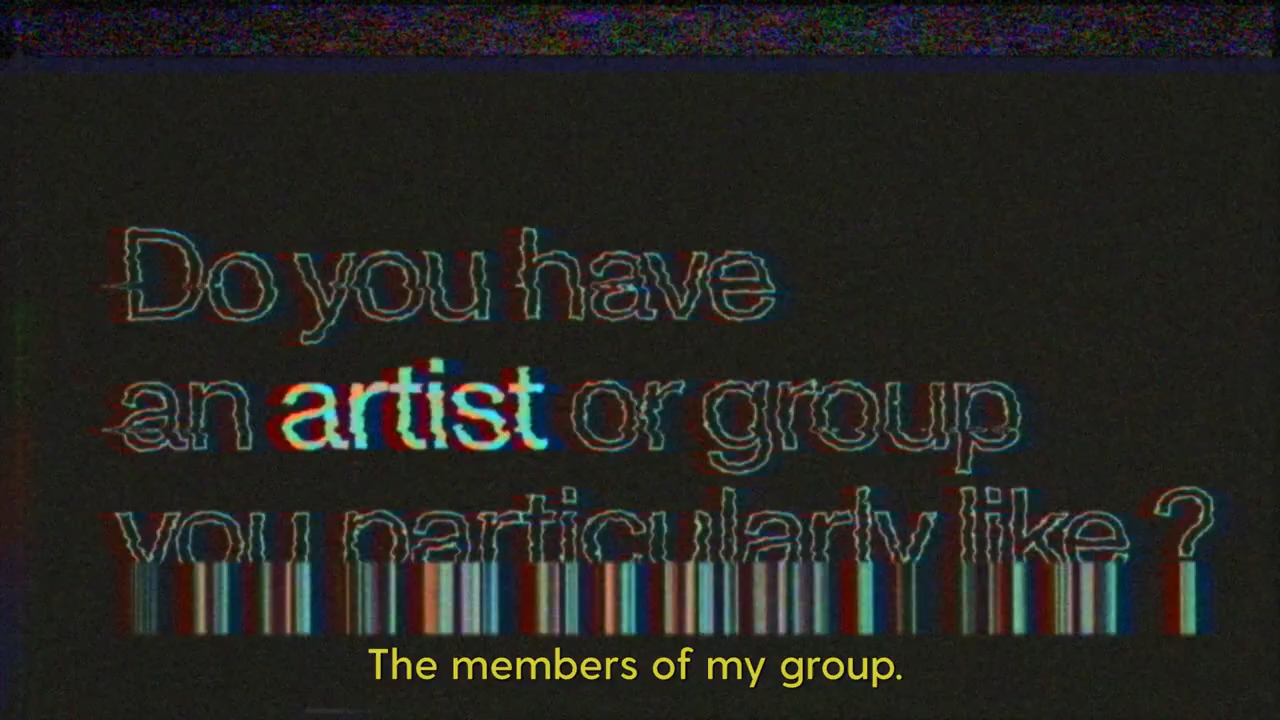 Do you have
an artist or group
you particularly like ?
The members of my group.